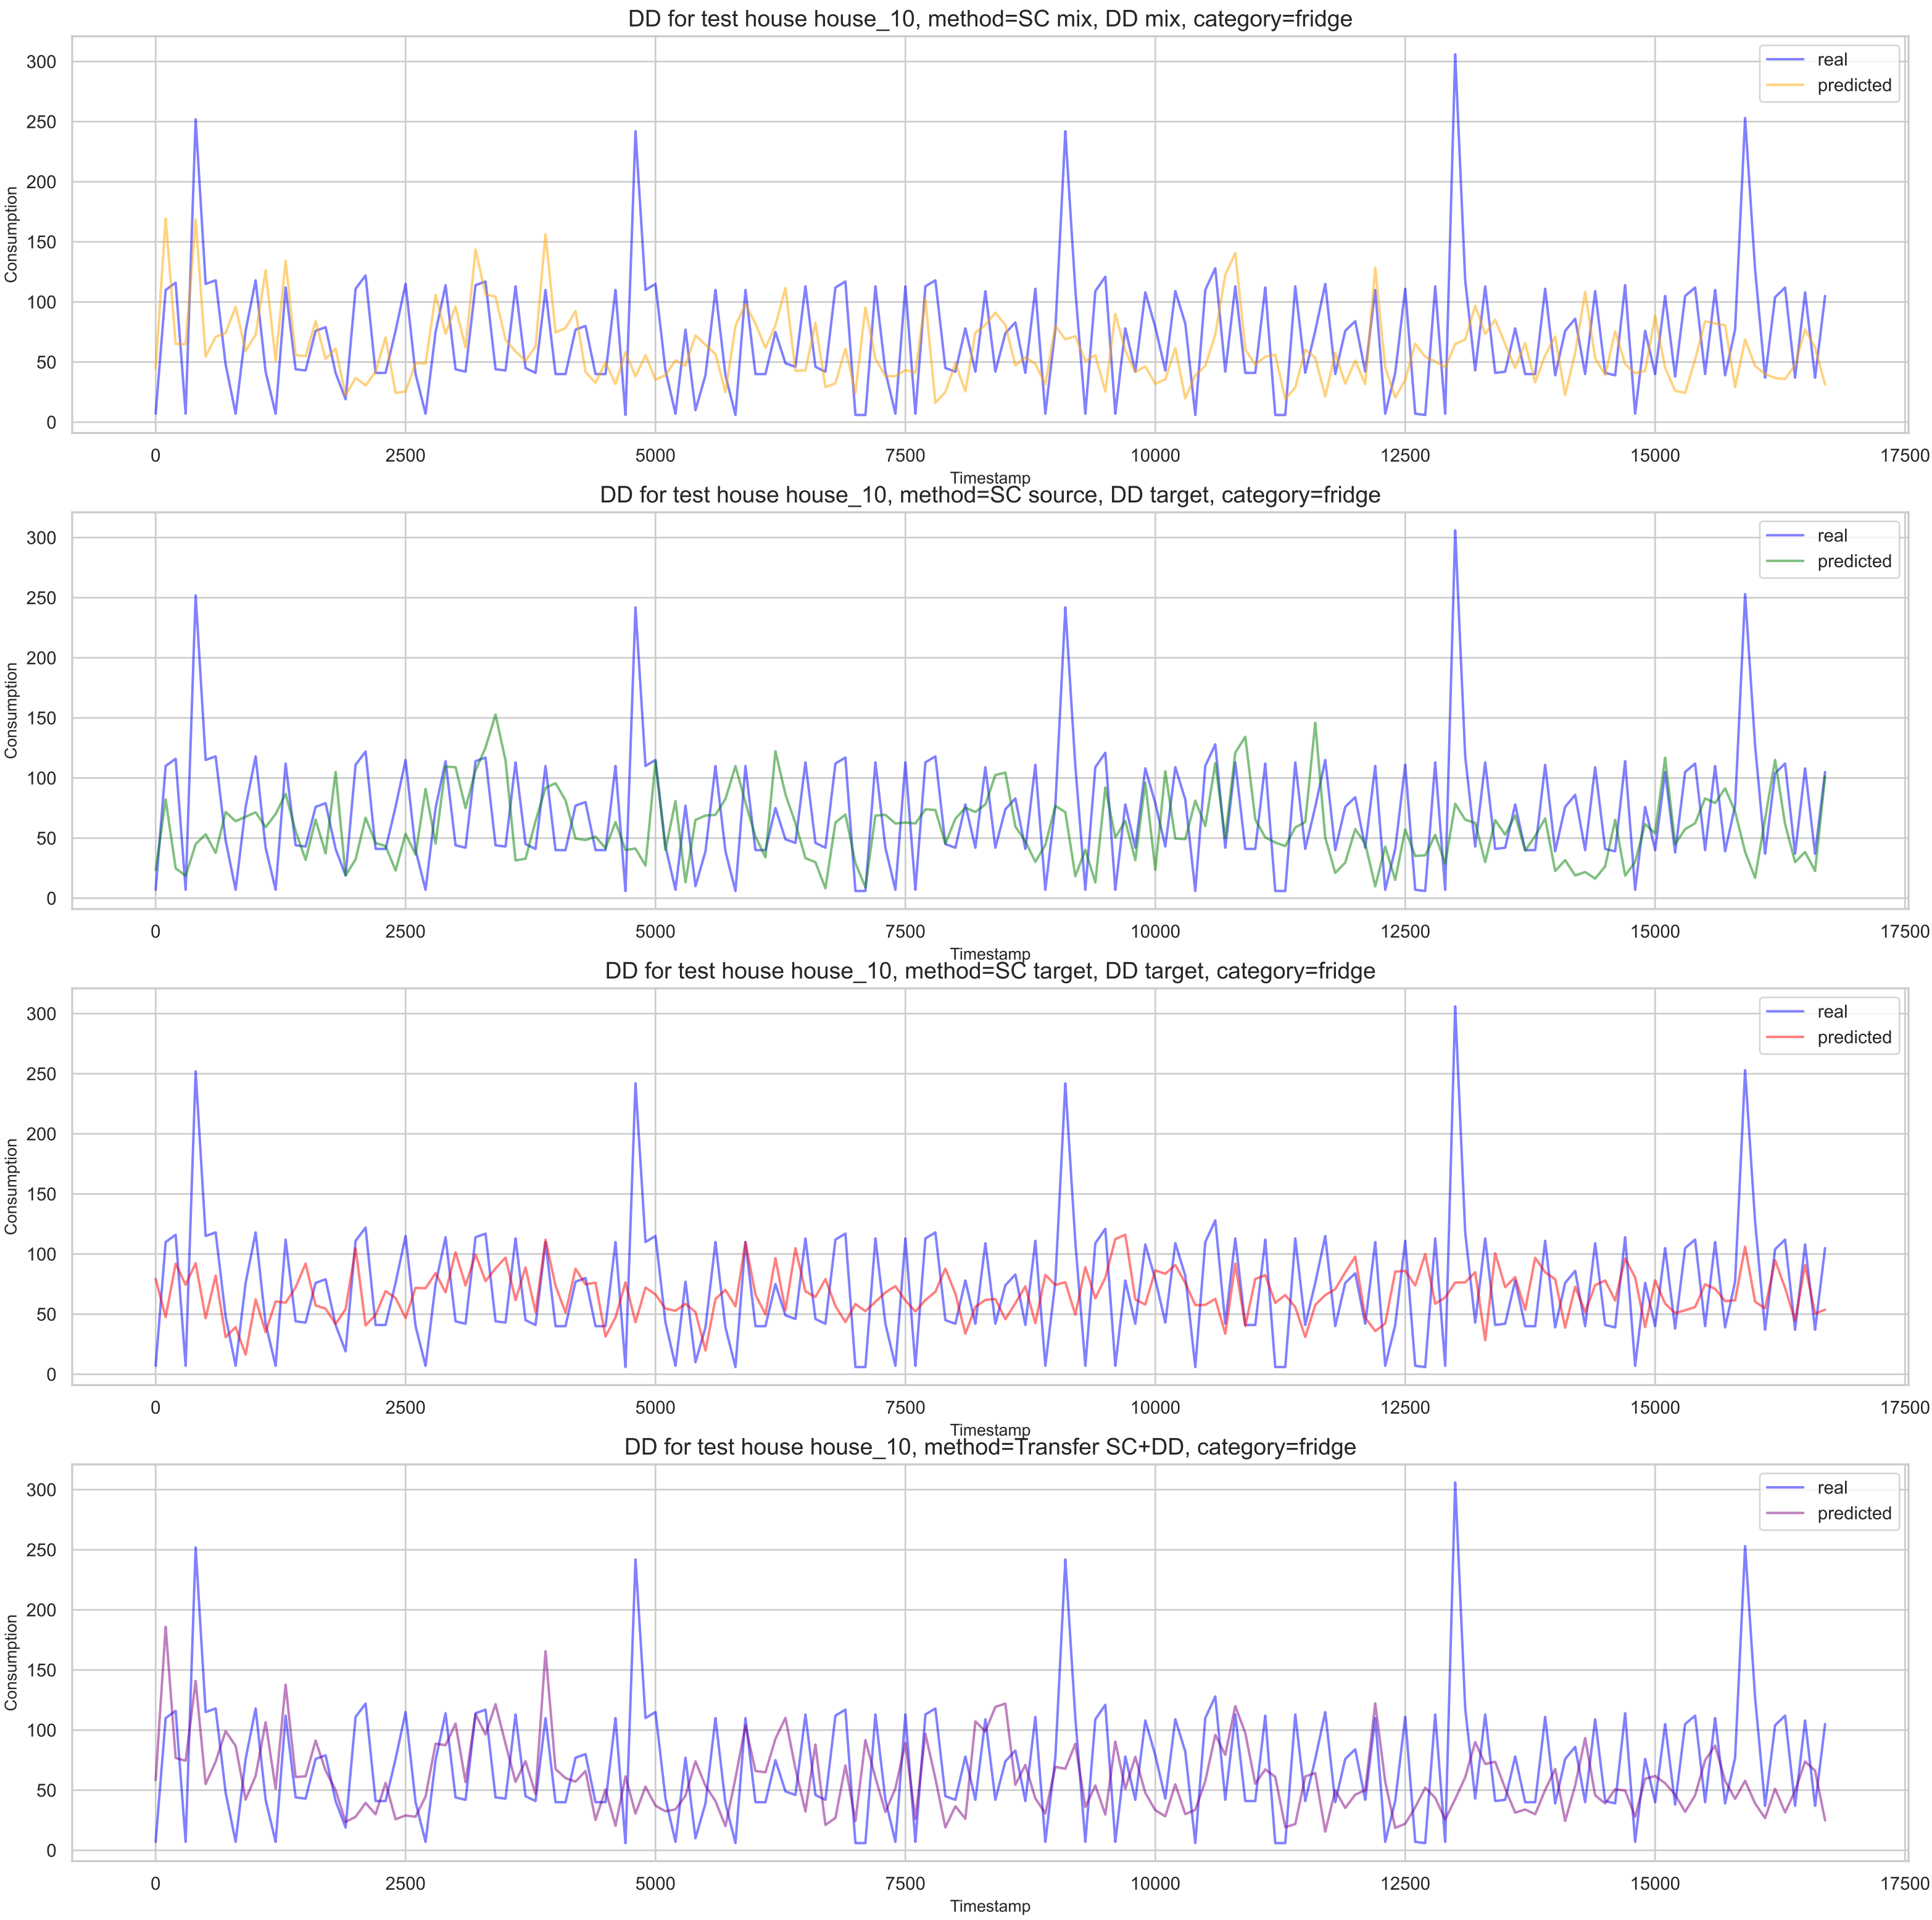 DD for test house house_10, method=SC mix, DD mix, category=fridge
300
250
200
150
100
50
0
Consumption
real
predicted
0 2500 5000 7500 10000 12500 15000 17500
Timestamp
DD for test house house_10, method=SC source, DD target, category=fridge
300
250
200
150
100
50
0
Consumption
real
predicted
0 2500 5000 7500 10000 12500 15000 17500
Timestamp
DD for test house house_10, method=SC target, DD target, category=fridge
300
250
200
150
100
50
0
Consumption
real
predicted
0 2500 5000 7500 10000 12500 15000 17500
Timestamp
DD for test house house_10, method=Transfer SC+DD, category=fridge
300
250
200
150
100
50
0
Consumption
real
predicted
0 2500 5000 7500 10000 12500 15000 17500
Timestamp